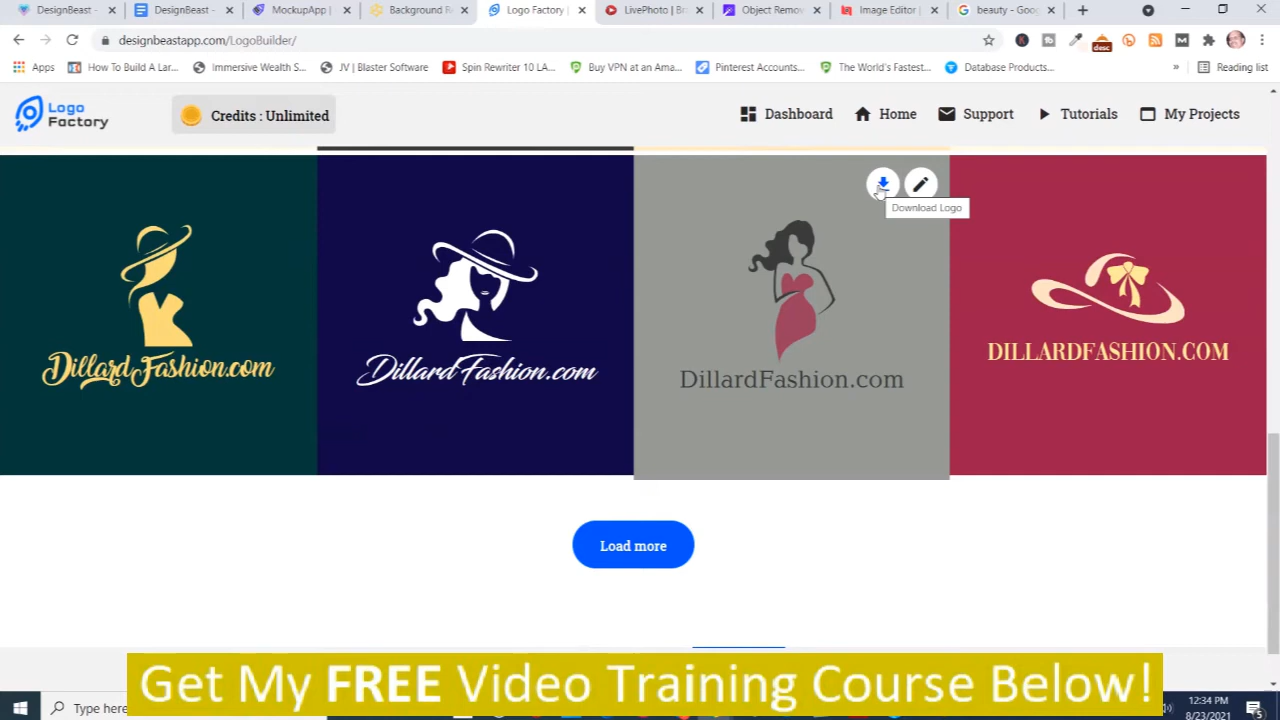 DesignBeast -
DesignBeast -
MockupApp |
Background R
Logo Factory |
LivePhoto | Br
Object Remov
Image Editor |
beauty - Goog
designbeastapp.com/LogoBuilder/
desc
Apps
How To Build A Lar...
Immersive Wealth S...
JV | Blaster Software
Spin Rewriter 10 LA...
Buy VPN at an Ama...
Pinterest Accounts...
The World's Fastest...
Database Products...
»
Reading list
Logo
Factory
Credits : Unlimited
Dashboard
Home
Support
Tutorials
My Projects
Download Logo
DillardFashion.com
DillardFashion.com
DillardFashion.com
DILLARDFASHION.COM
Load more
Get My FREE Video Training Course Below!
Type here
12:34 PM
8/23/2021
5